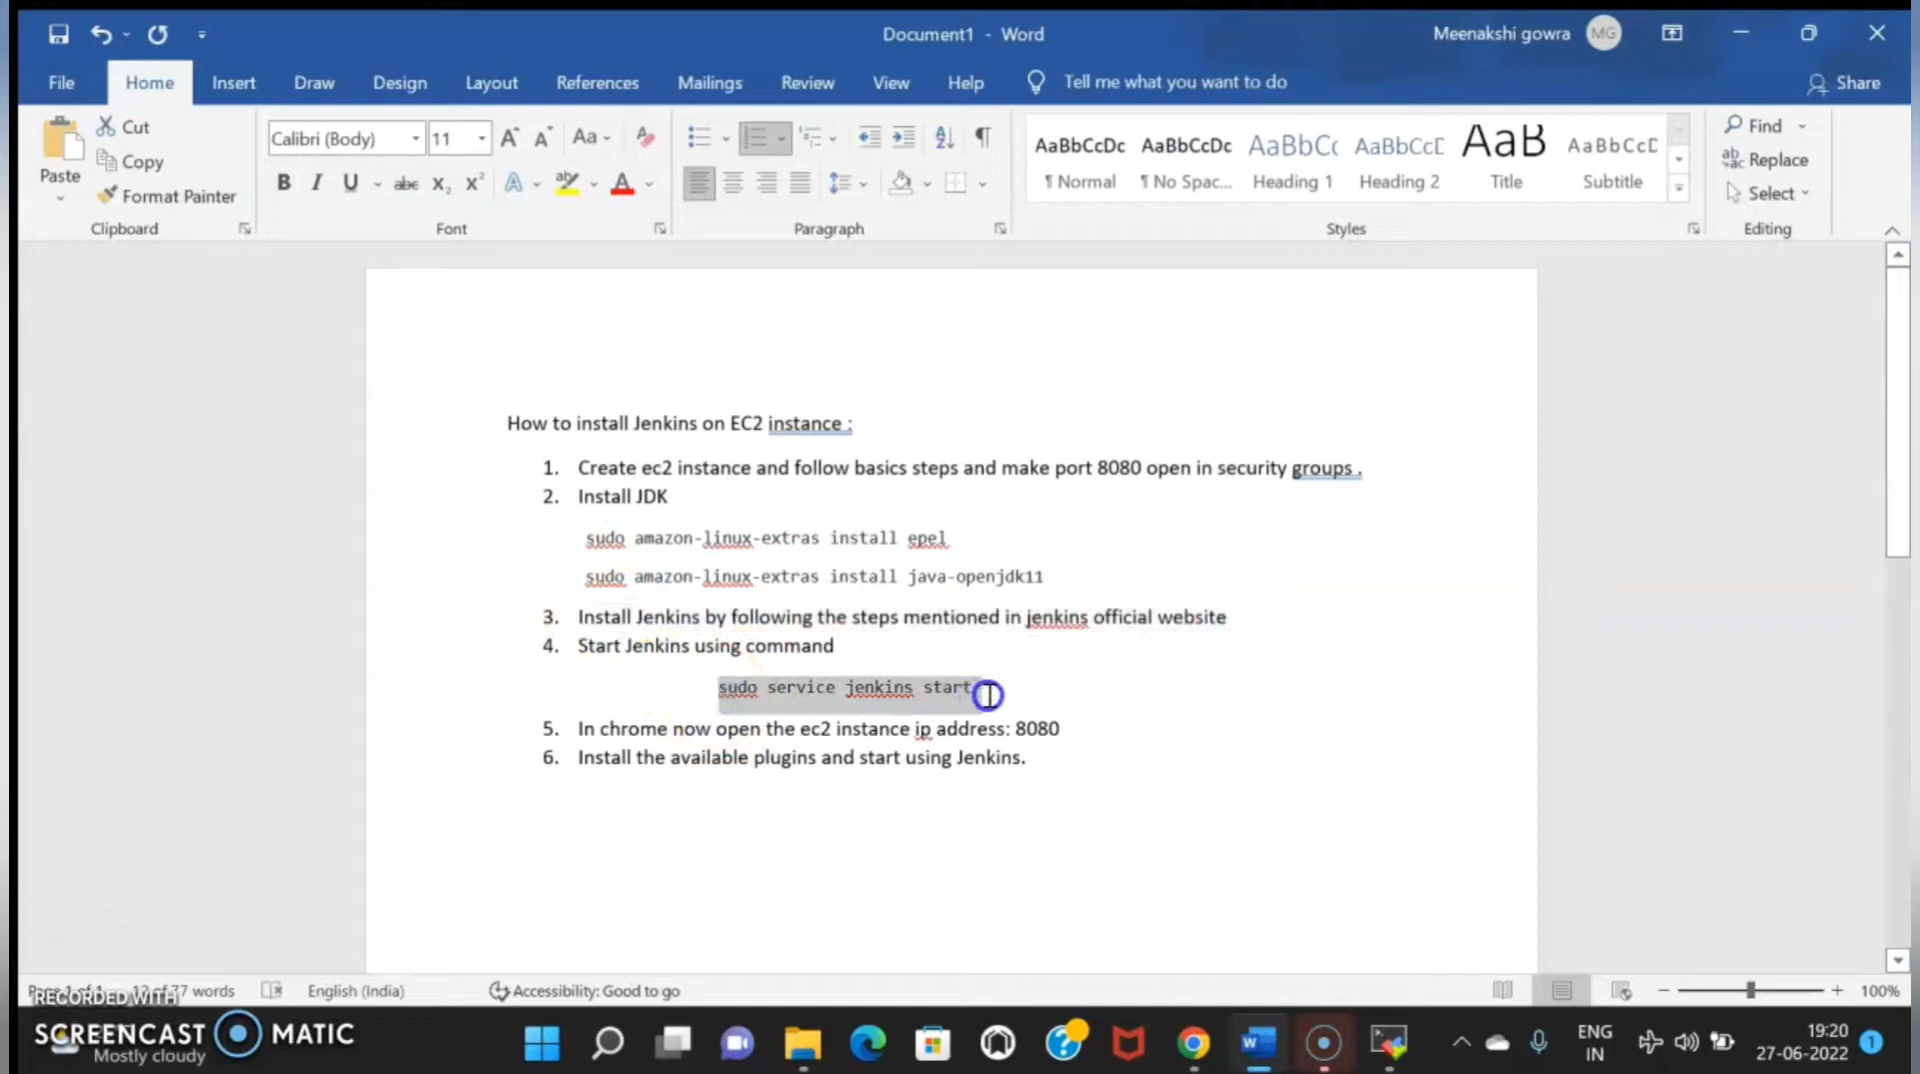 Document1 - Word
Meenakshi gowra MG
File Home Insert Draw Design Layout References Mailings Review View Help Tell me what you want to do Share
Cut
Copy
Format Painter
Paste
Clipboard
Calibri (Body) 11
Font
Paragraph
AaBbCcDc AaBbCcDc AaBbCc AaBbCcD AaB AaBbCcD
¶ Normal ¶ No Spac... Heading 1 Heading 2 Title Subtitle
Styles
Find
Replace
Select
Editing
How to install Jenkins on EC2 instance :
1. Create ec2 instance and follow basics steps and make port 8080 open in security groups .
2. Install JDK
sudo amazon-linux-extras install epel
sudo amazon-linux-extras install java-openjdk11
3. Install Jenkins by following the steps mentioned in jenkins official website
4. Start Jenkins using command
sudo service jenkins start
5. In chrome now open the ec2 instance ip address: 8080
6. Install the available plugins and start using Jenkins.
Page 1 of 1 12 of 77 words English (India) Accessibility: Good to go 100%
RECORDED WITH
SCREENCAST MATIC
Mostly cloudy
ENG
IN
19:20
27-06-2022
1